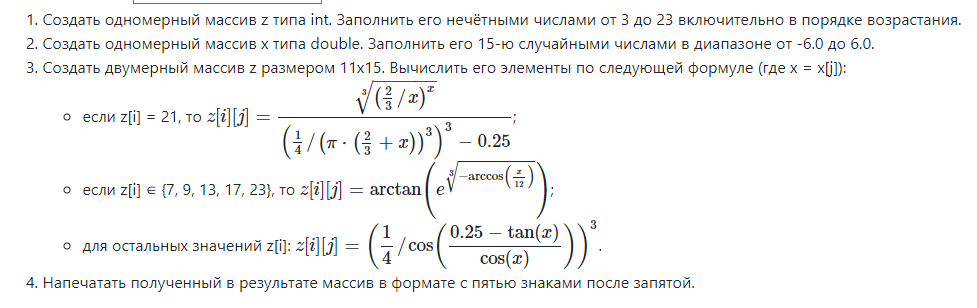 1. Создать одномерный массив z типа int. Заполнить его нечётными числами от 3 до 23 включительно в порядке возрастания.
2. Создать одномерный массив x типа double. Заполнить его 15-ю случайными числами в диапазоне от -6.0 до 6.0.
3. Создать двумерный массив z размером 11x15. Вычислить его элементы по следующей формуле (где x = x[j]):
○ если z[i] = 21, то $z[i][j] = \frac{\sqrt[3]{\left(\frac{2}{3}/x\right)^{x}}}{\left(\frac{1}{4}/\left(\pi \cdot \left(\frac{2}{3}+x\right)\right)^{3}\right)^{3} - 0.25}$;
○ если z[i] ∈ {7, 9, 13, 17, 23}, то $z[i][j] = \arctan\left(e^{\sqrt[3]{-\arccos\left(\frac{x}{12}\right)}}\right)$;
○ для остальных значений z[i]: $z[i][j] = \left(\frac{1}{4}/\cos\left(\frac{0.25 - \tan(x)}{\cos(x)}\right)\right)^{3}$.
4. Напечатать полученный в результате массив в формате с пятью знаками после запятой.